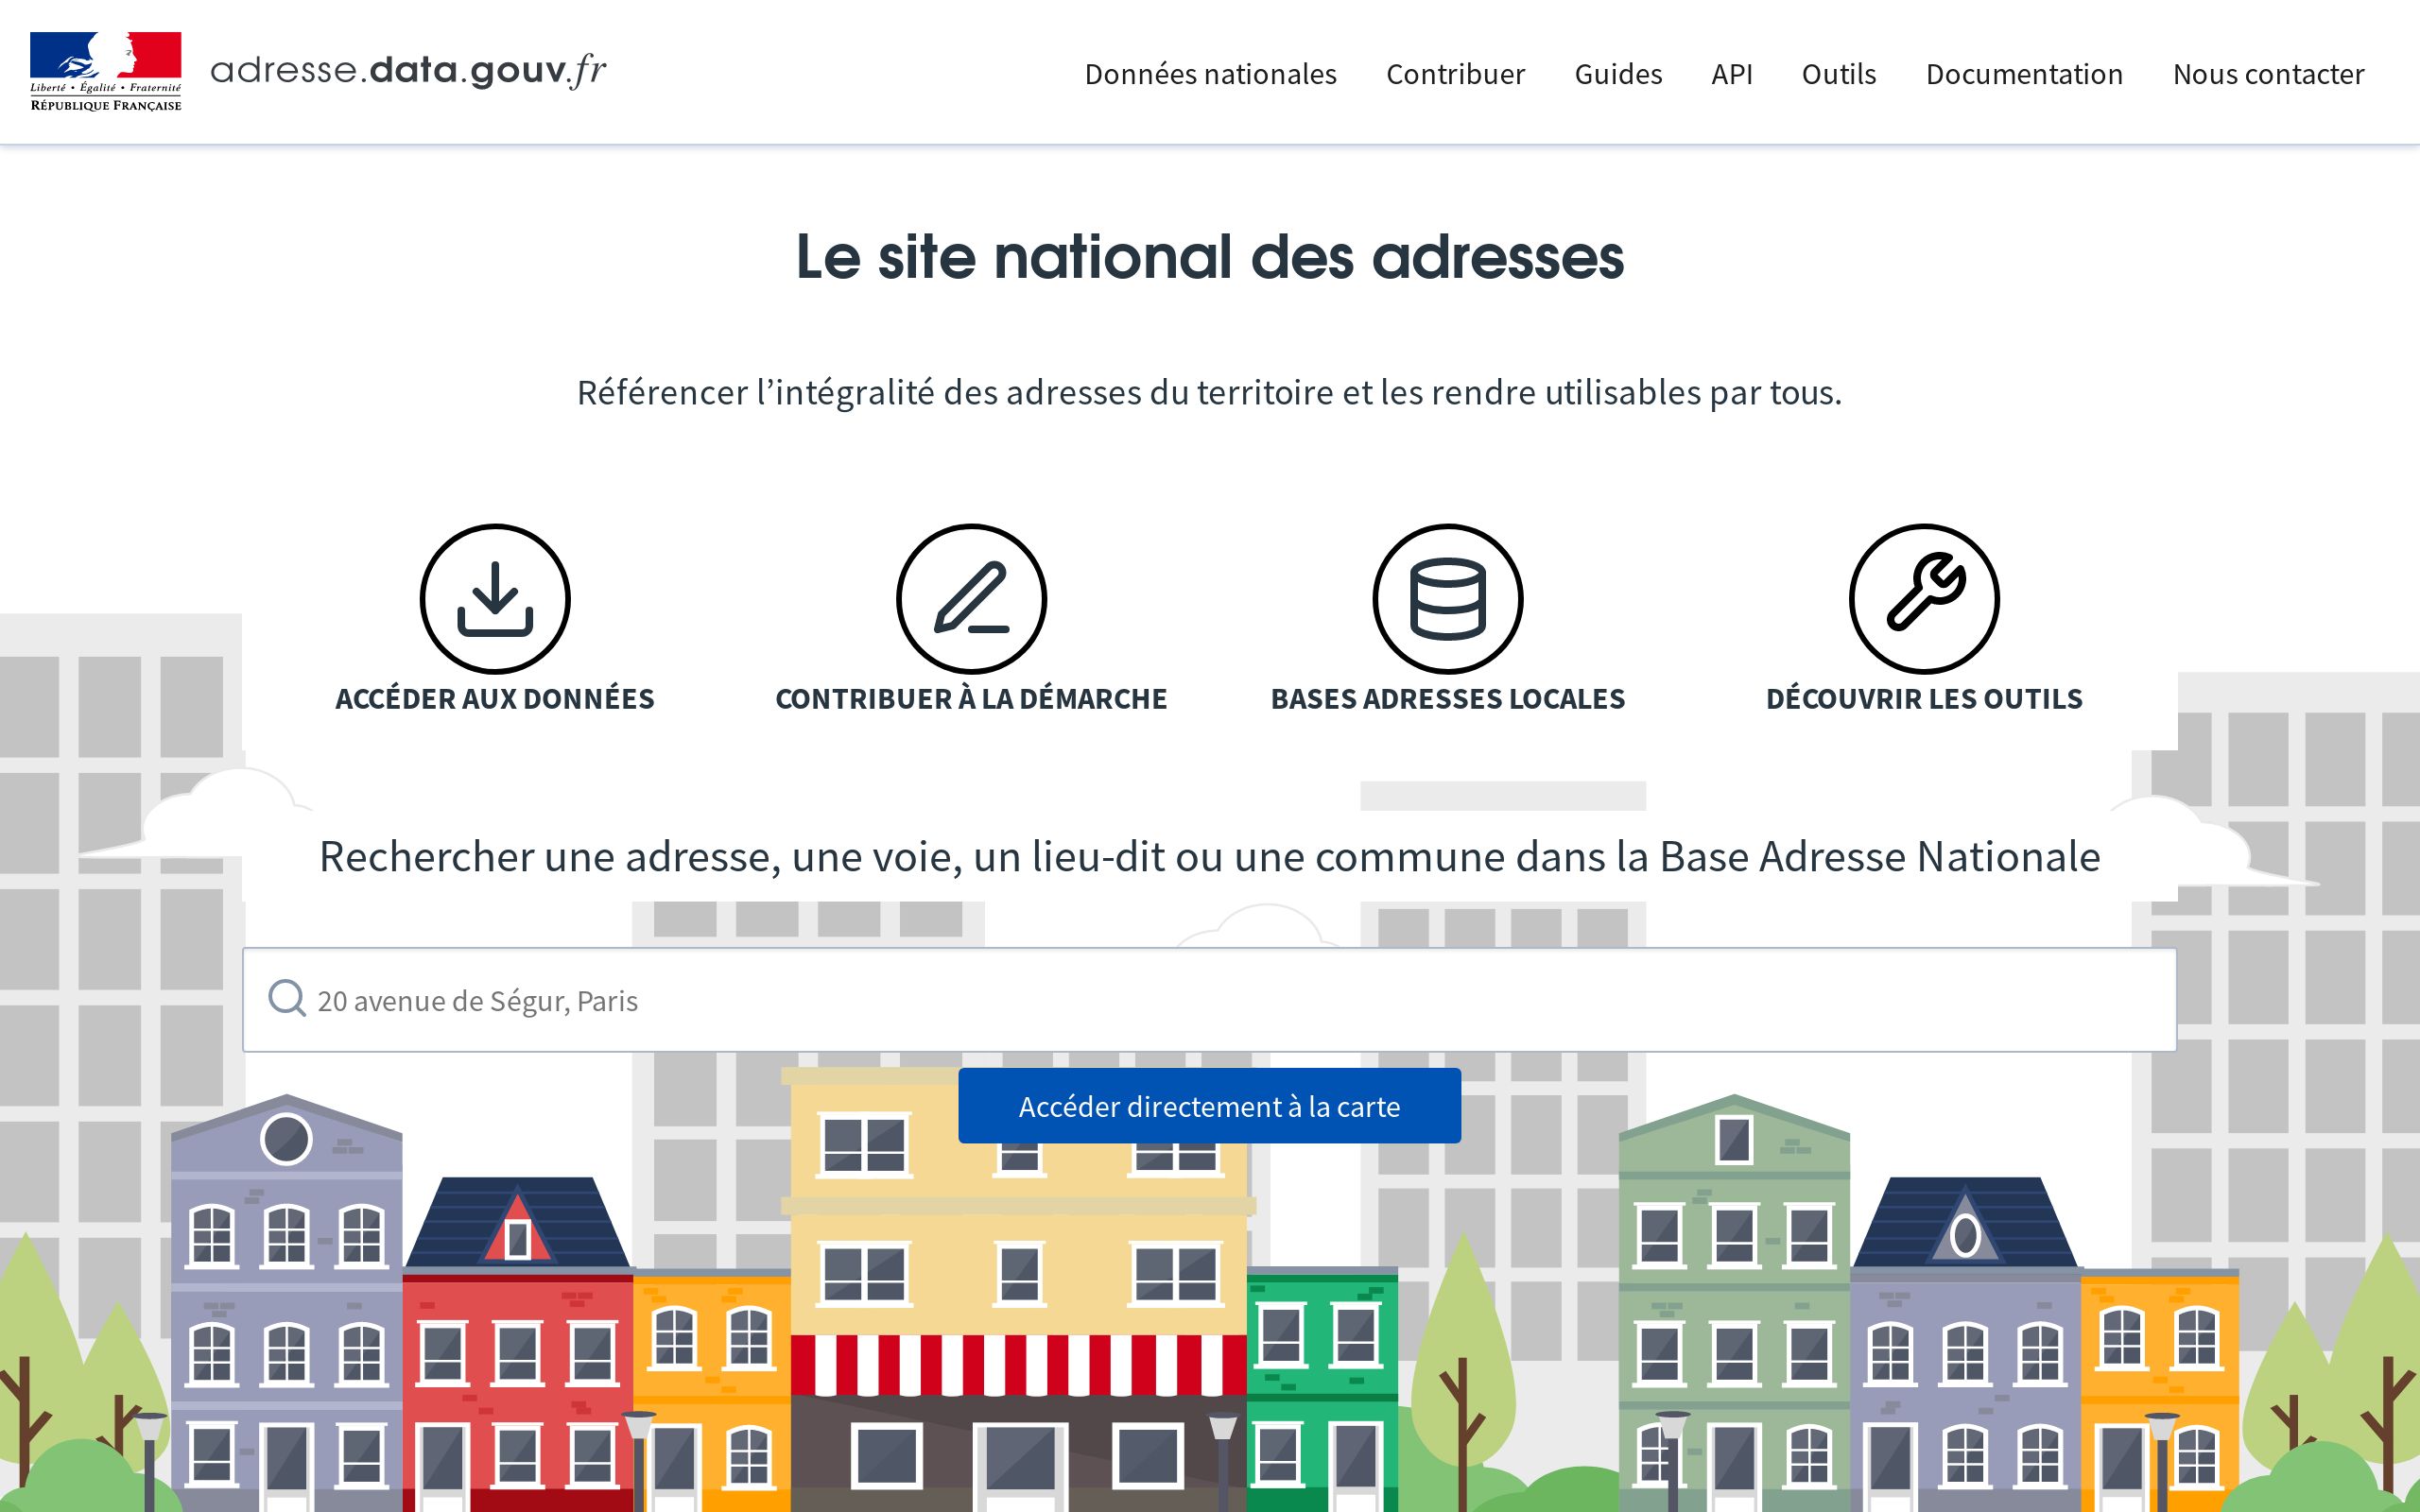 Liberté • Égalité • Fraternité
RÉPUBLIQUE FRANÇAISE
adresse.data.gouv.fr
Données nationales
Contribuer
Guides
API
Outils
Documentation
Nous contacter
Le site national des adresses
Référencer l’intégralité des adresses du territoire et les rendre utilisables par tous.
ACCÉDER AUX DONNÉES
CONTRIBUER À LA DÉMARCHE
BASES ADRESSES LOCALES
DÉCOUVRIR LES OUTILS
Rechercher une adresse, une voie, un lieu-dit ou une commune dans la Base Adresse Nationale
20 avenue de Ségur, Paris
Accéder directement à la carte